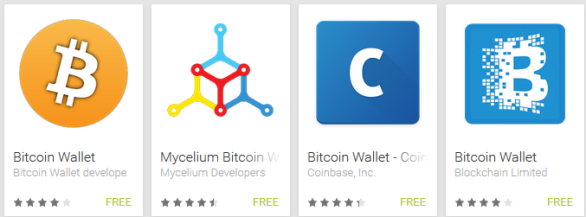 Bitcoin Wallet
Bitcoin Wallet develope
FREE
Mycelium Bitcoin W
Mycelium Developers
FREE
C
Bitcoin Wallet - Coin
Coinbase, Inc.
FREE
Bitcoin Wallet
Blockchain Limited
FREE